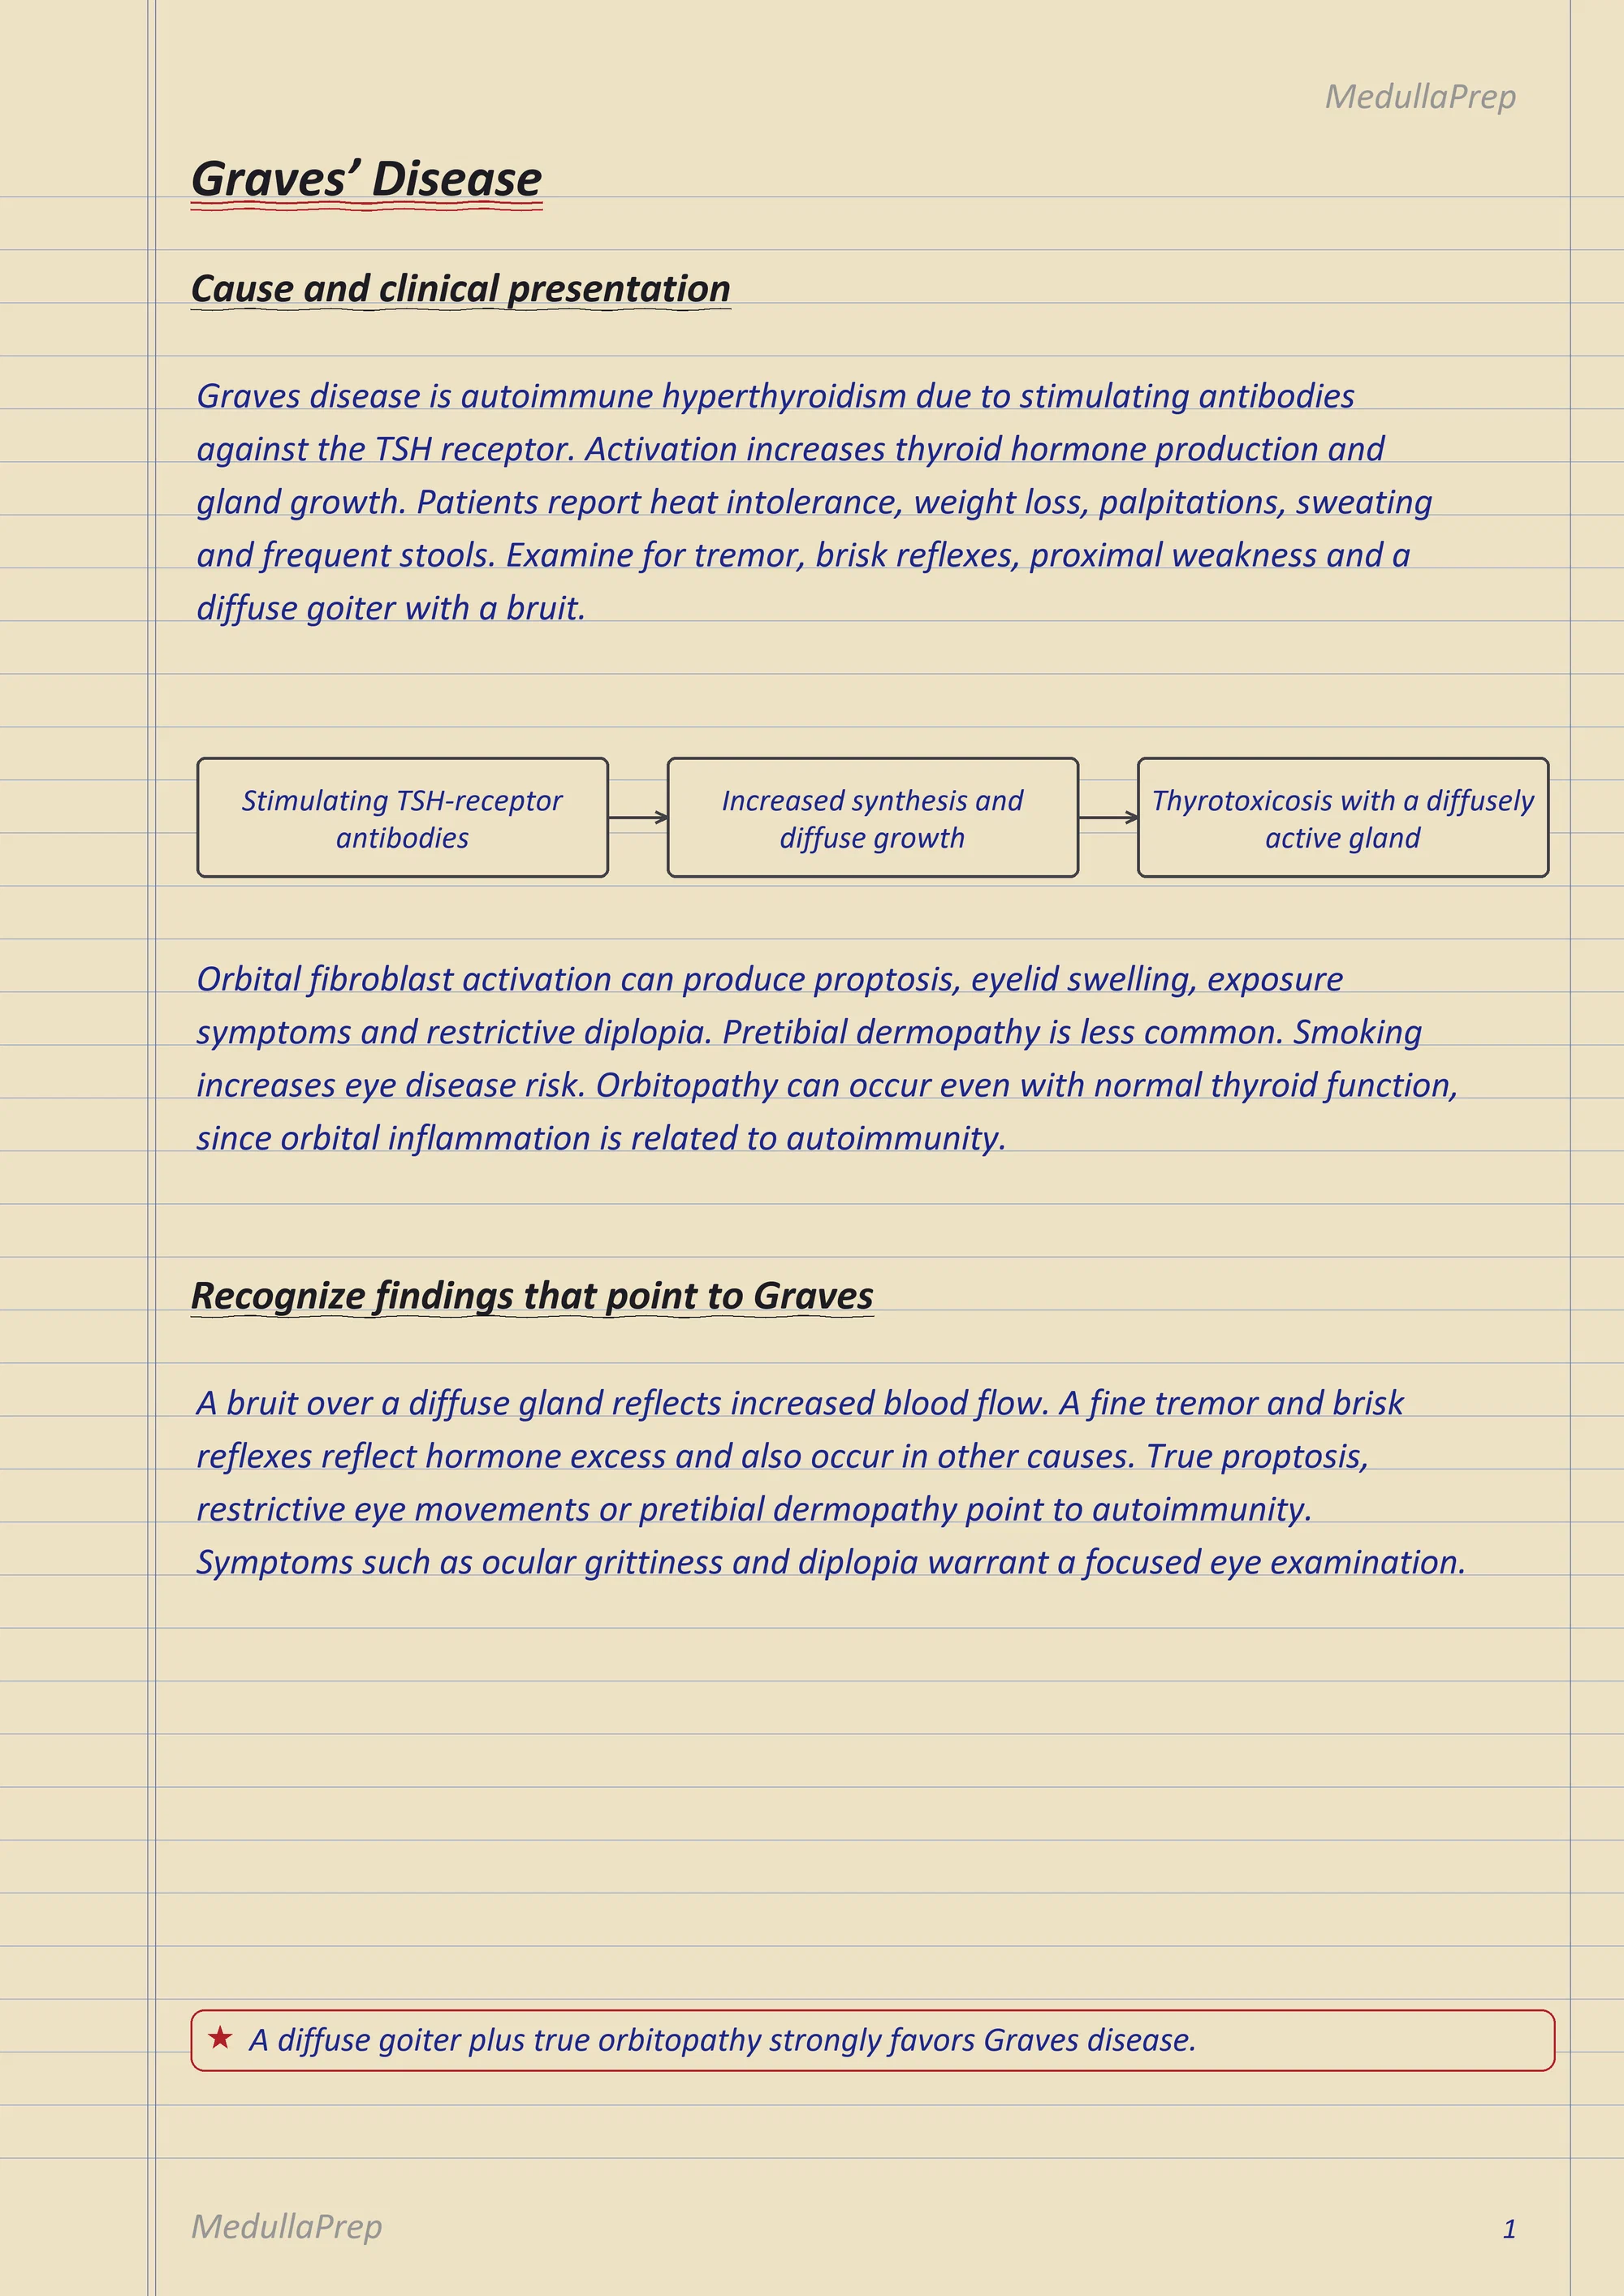 MedullaPrep
Graves’ Disease
Cause and clinical presentation
Graves disease is autoimmune hyperthyroidism due to stimulating antibodies
against the TSH receptor. Activation increases thyroid hormone production and
gland growth. Patients report heat intolerance, weight loss, palpitations, sweating
and frequent stools. Examine for tremor, brisk reflexes, proximal weakness and a
diffuse goiter with a bruit.
Stimulating TSH-receptor
antibodies
Increased synthesis and
diffuse growth
Thyrotoxicosis with a diffusely
active gland
Orbital fibroblast activation can produce proptosis, eyelid swelling, exposure
symptoms and restrictive diplopia. Pretibial dermopathy is less common. Smoking
increases eye disease risk. Orbitopathy can occur even with normal thyroid function,
since orbital inflammation is related to autoimmunity.
Recognize findings that point to Graves
A bruit over a diffuse gland reflects increased blood flow. A fine tremor and brisk
reflexes reflect hormone excess and also occur in other causes. True proptosis,
restrictive eye movements or pretibial dermopathy point to autoimmunity.
Symptoms such as ocular grittiness and diplopia warrant a focused eye examination.
★ A diffuse goiter plus true orbitopathy strongly favors Graves disease.
MedullaPrep
1